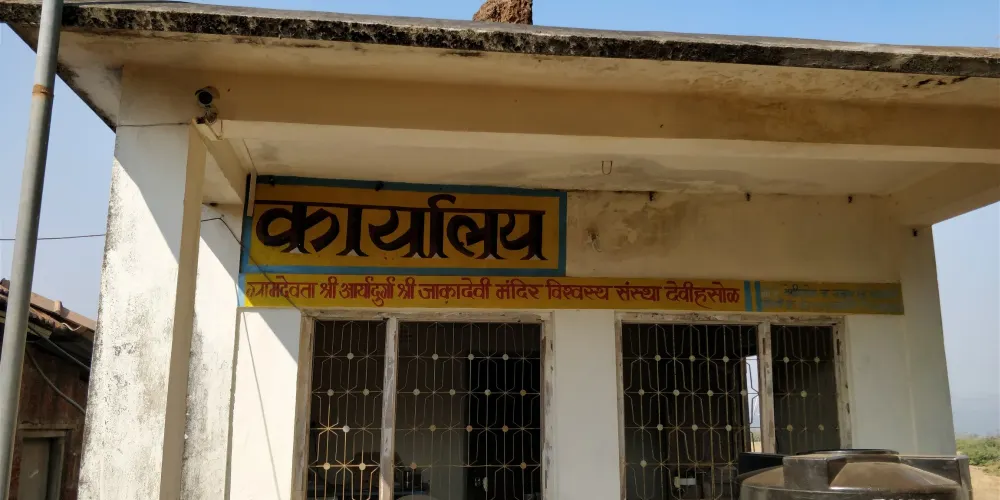 कार्यालय
ग्रामदेवता श्री आर्यादुर्गा श्री जाकादेवी मंदिर विश्वस्थ संस्था देवीहसोळ